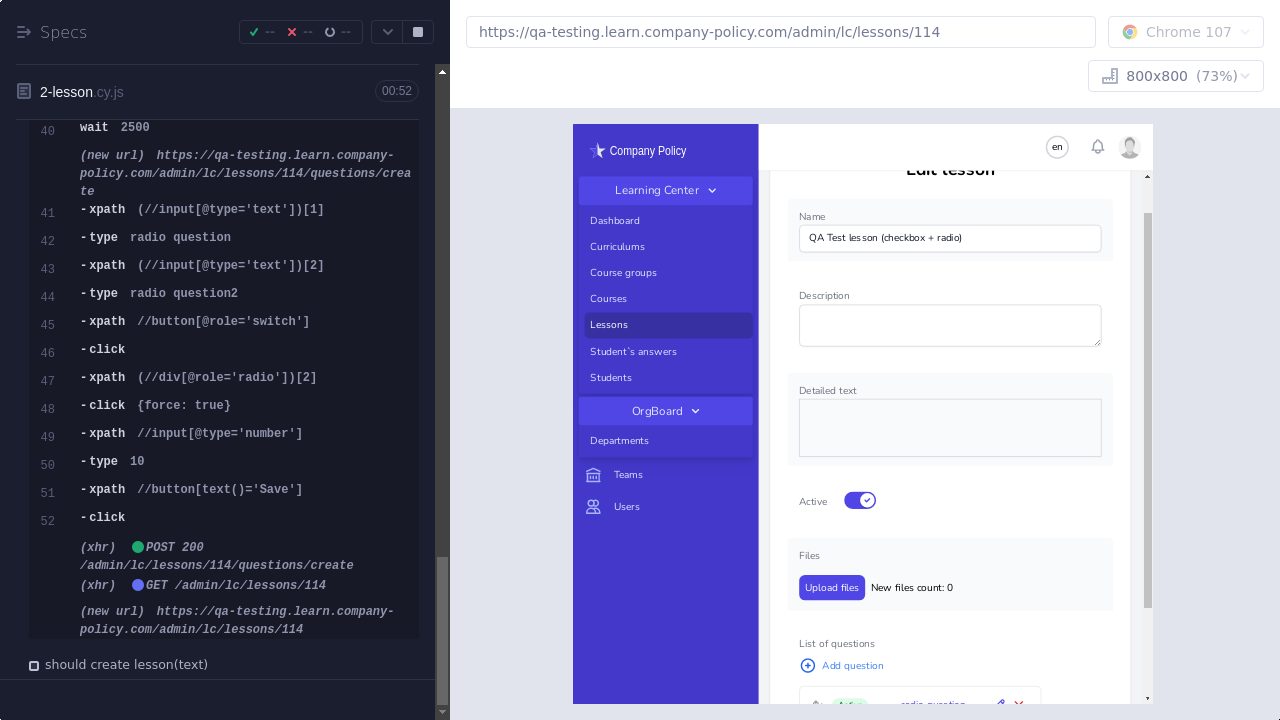 Specs
--
--
--
2-lesson.cy.js
00:52
40 wait 2500
(new url) https://qa-testing.learn.company-
policy.com/admin/lc/lessons/114/questions/crea
te
41 -xpath (//input[@type='text'])[1]
42 -type radio question
43 -xpath (//input[@type='text'])[2]
44 -type radio question2
45 -xpath //button[@role='switch']
46 -click
47 -xpath (//div[@role='radio'])[2]
48 -click {force: true}
49 -xpath //input[@type='number']
50 -type 10
51 -xpath //button[text()='Save']
52 -click
(xhr) POST 200
/admin/lc/lessons/114/questions/create
(xhr) GET /admin/lc/lessons/114
(new url) https://qa-testing.learn.company-
policy.com/admin/lc/lessons/114
should create lesson(text)
https://qa-testing.learn.company-policy.com/admin/lc/lessons/114
Chrome 107
800x800 (73%)
Company Policy
Learning Center
Dashboard
Curriculums
Course groups
Courses
Lessons
Student`s answers
Students
OrgBoard
Departments
Teams
Users
en
Edit lesson
Name
QA Test lesson (checkbox + radio)
Description
Detailed text
Active
Files
Upload files New files count: 0
List of questions
Add question
Active radio question